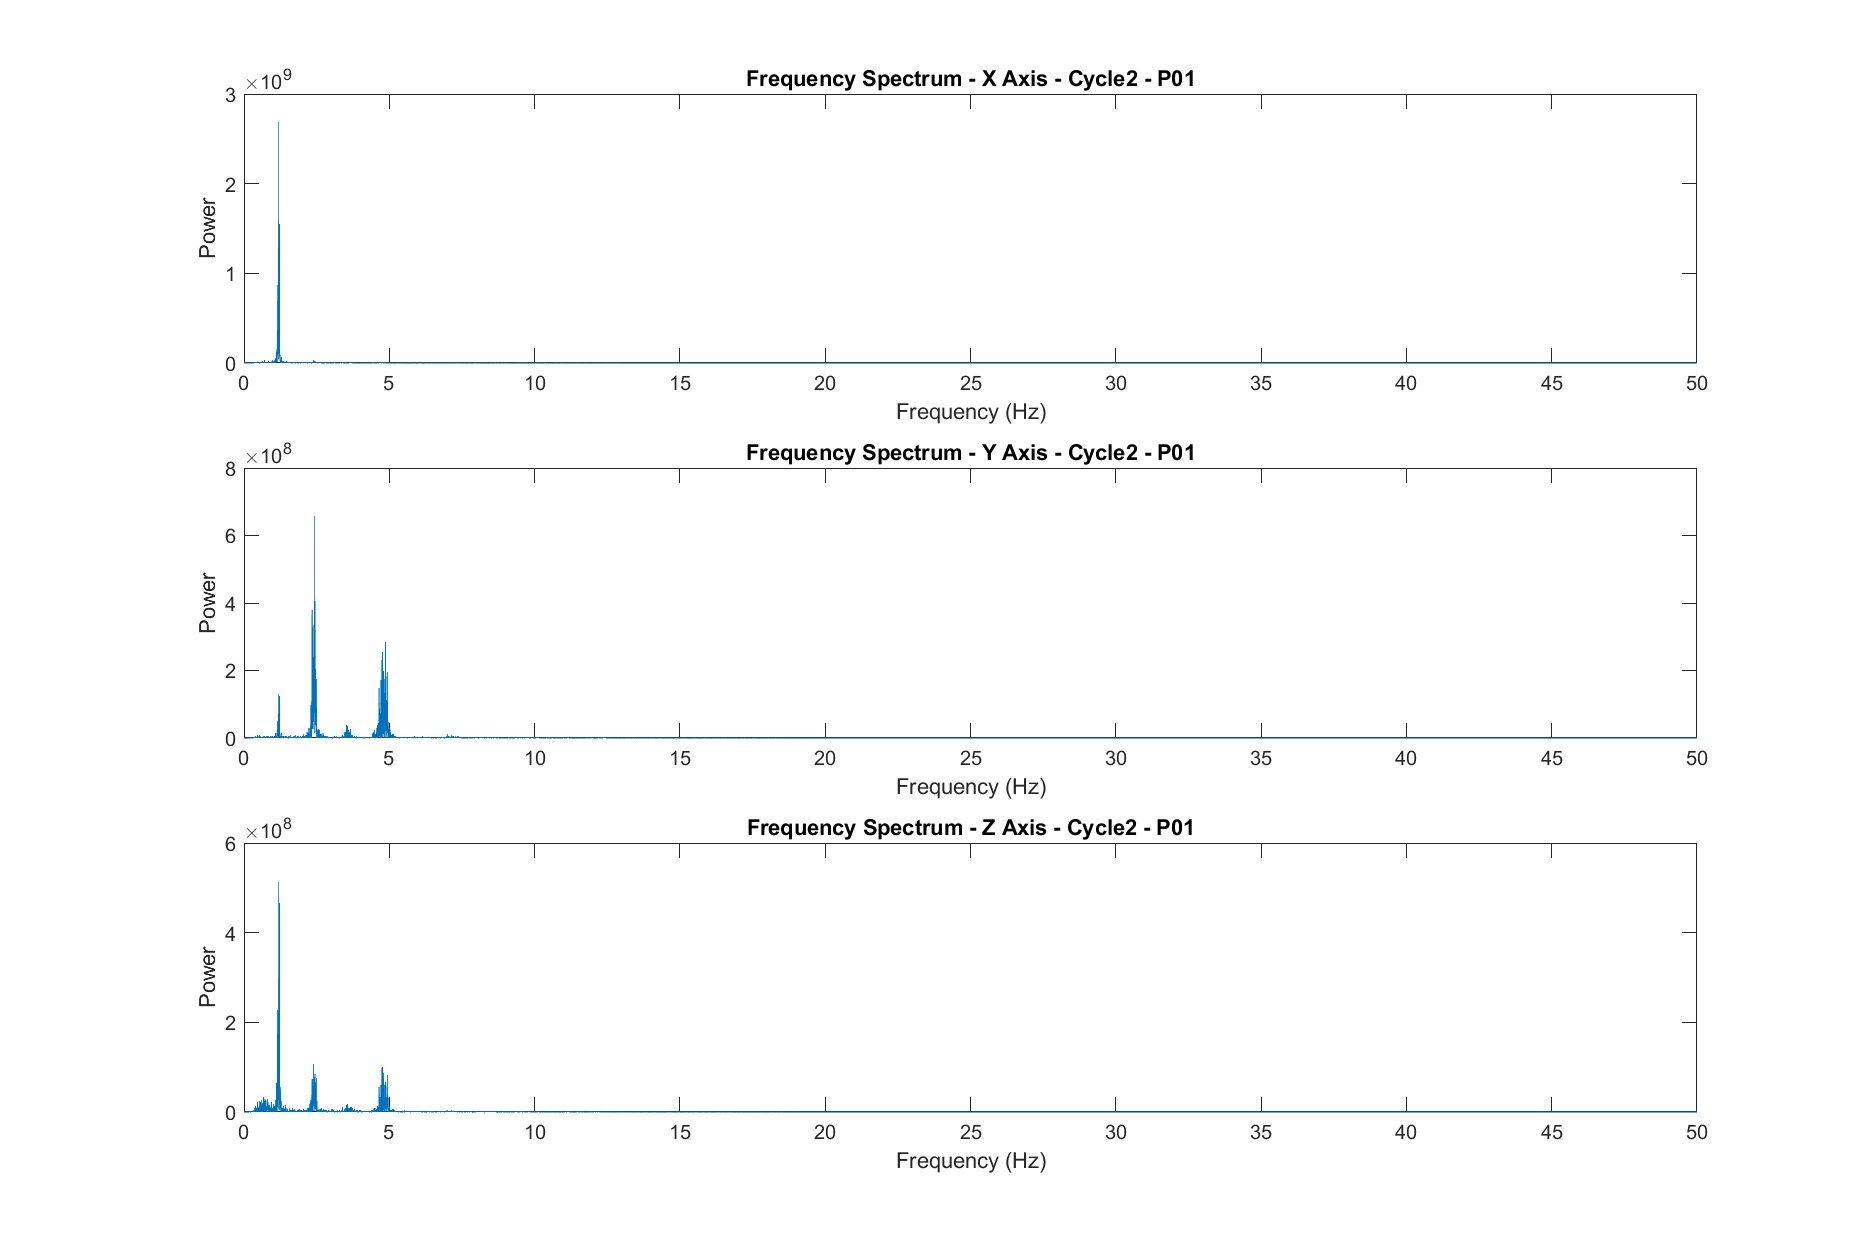 Frequency Spectrum - X Axis - Cycle2 - P01
×10^9
3
2
1
0
Power
0 5 10 15 20 25 30 35 40 45 50
Frequency (Hz)
Frequency Spectrum - Y Axis - Cycle2 - P01
×10^8
8
6
4
2
0
Power
0 5 10 15 20 25 30 35 40 45 50
Frequency (Hz)
Frequency Spectrum - Z Axis - Cycle2 - P01
×10^8
6
4
2
0
Power
0 5 10 15 20 25 30 35 40 45 50
Frequency (Hz)